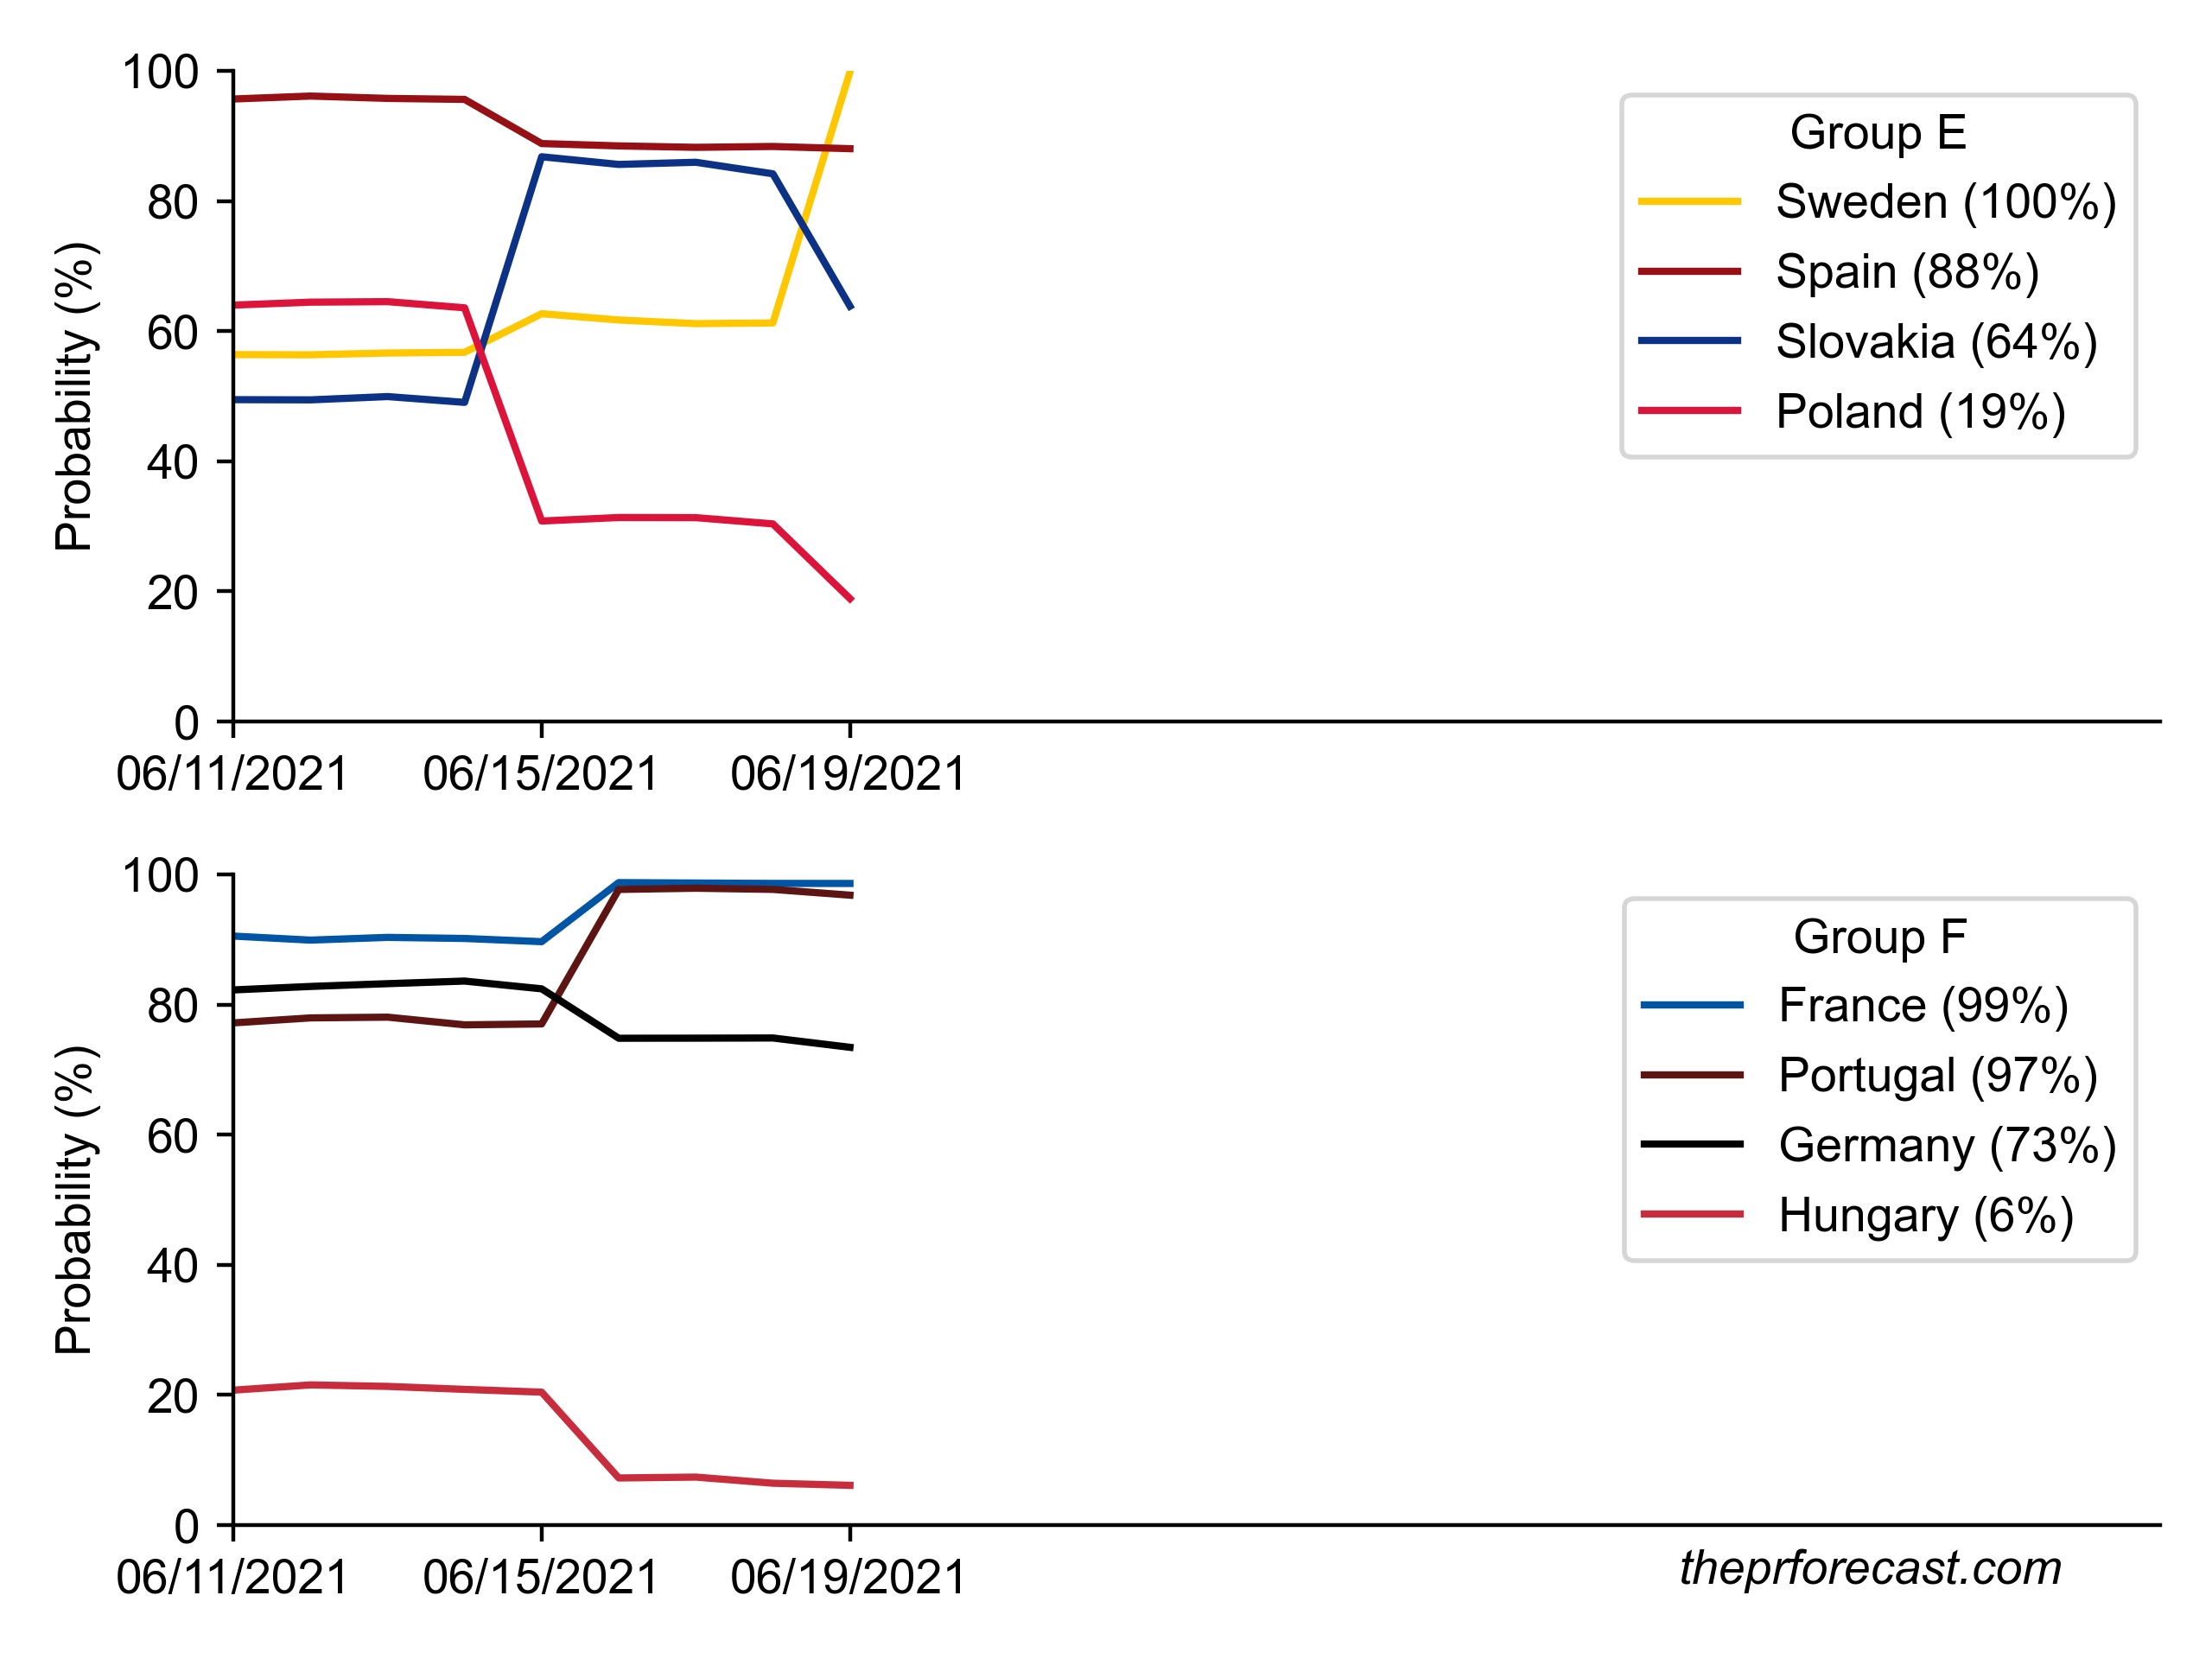 100
80
60
40
20
0
Probability (%)
06/11/2021 06/15/2021 06/19/2021
Group E
Sweden (100%)
Spain (88%)
Slovakia (64%)
Poland (19%)
100
80
60
40
20
0
Probability (%)
06/11/2021 06/15/2021 06/19/2021
Group F
France (99%)
Portugal (97%)
Germany (73%)
Hungary (6%)
theprforecast.com